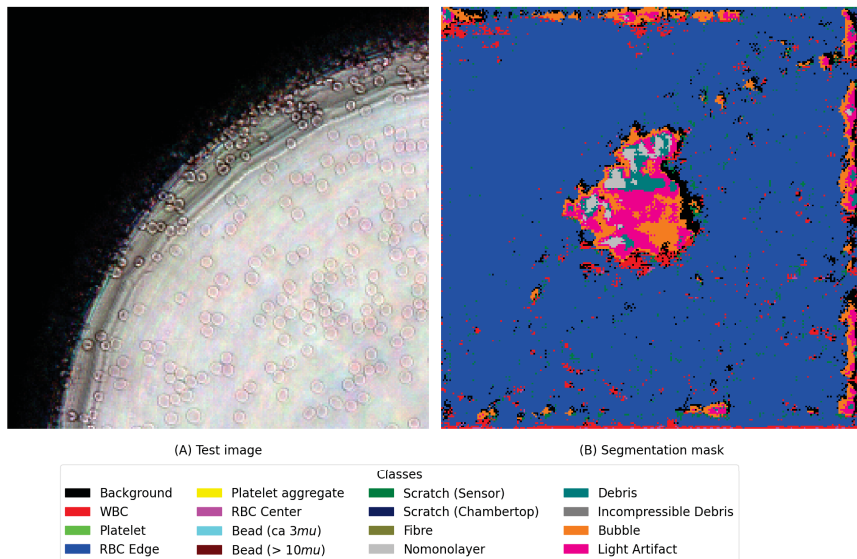 (A) Test image
(B) Segmentation mask
Classes
Background
WBC
Platelet
RBC Edge
Platelet aggregate
RBC Center
Bead (ca 3mu)
Bead (> 10mu)
Scratch (Sensor)
Scratch (Chambertop)
Fibre
Nomonolayer
Debris
Incompressible Debris
Bubble
Light Artifact